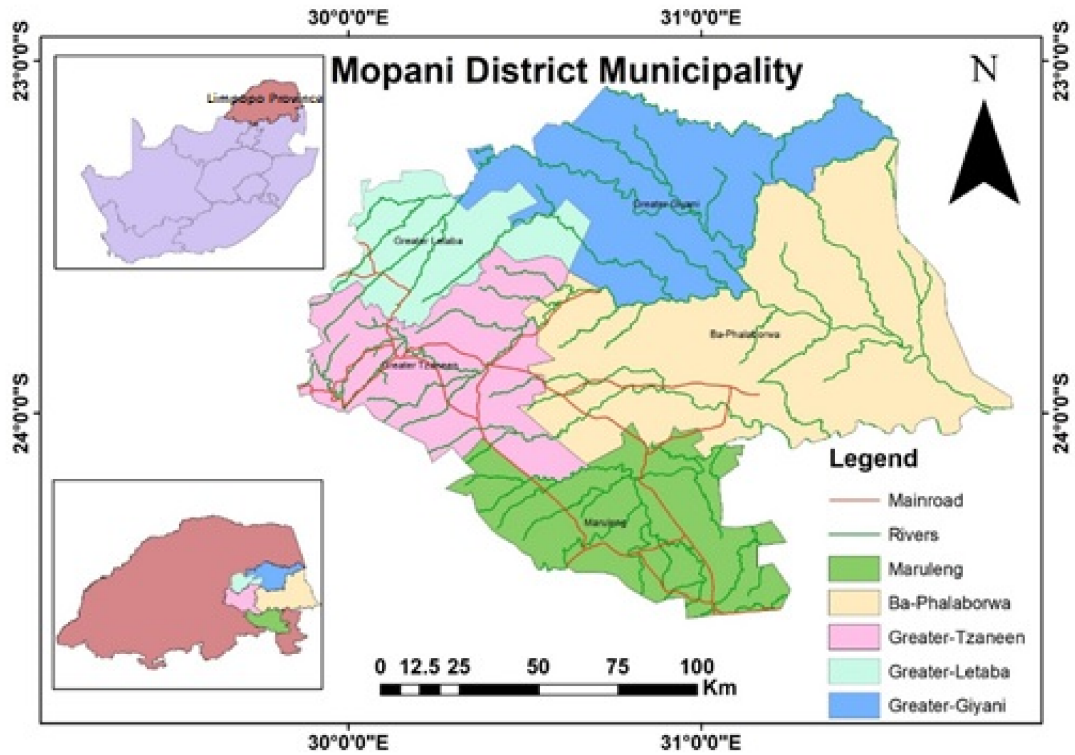 30°0'0"E
31°0'0"E
23°0'0"S
23°0'0"S
Mopani District Municipality
N
Limpopo Province
Greater-Giyani
Greater Letaba
Ba-Phalaborwa
Greater Tzaneen
24°0'0"S
24°0'0"S
Maruleng
Legend
Mainroad
Rivers
Maruleng
Ba-Phalaborwa
Greater-Tzaneen
Greater-Letaba
Greater-Giyani
0 12.5 25 50 75 100
Km
30°0'0"E
31°0'0"E